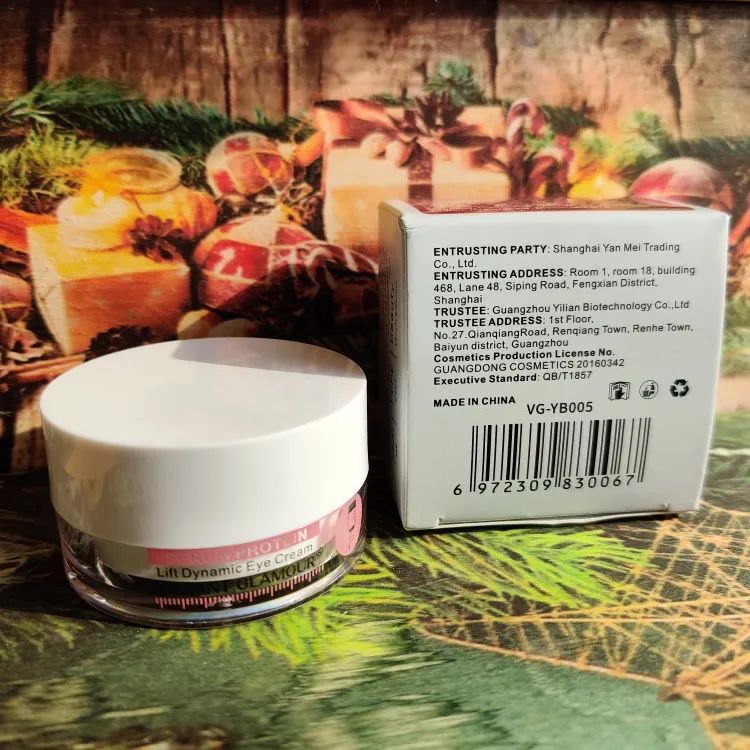 ENTRUSTING PARTY: Shanghai Yan Mei Trading
Co., Ltd.
ENTRUSTING ADDRESS: Room 1, room 18, building
468, Lane 48, Siping Road, Fengxian District,
Shanghai
TRUSTEE: Guangzhou Yilian Biotechnology Co.,Ltd
TRUSTEE ADDRESS: 1st Floor,
No.27.QianqiangRoad, Renqiang Town, Renhe Town,
Baiyun district, Guangzhou
Cosmetics Production License No.
GUANGDONG COSMETICS 20160342
Executive Standard: QB/T1857
MADE IN CHINA
VG-YB005
6 972309 830067
PROTEIN
Lift Dynamic Eye Cream
GLAMOUR